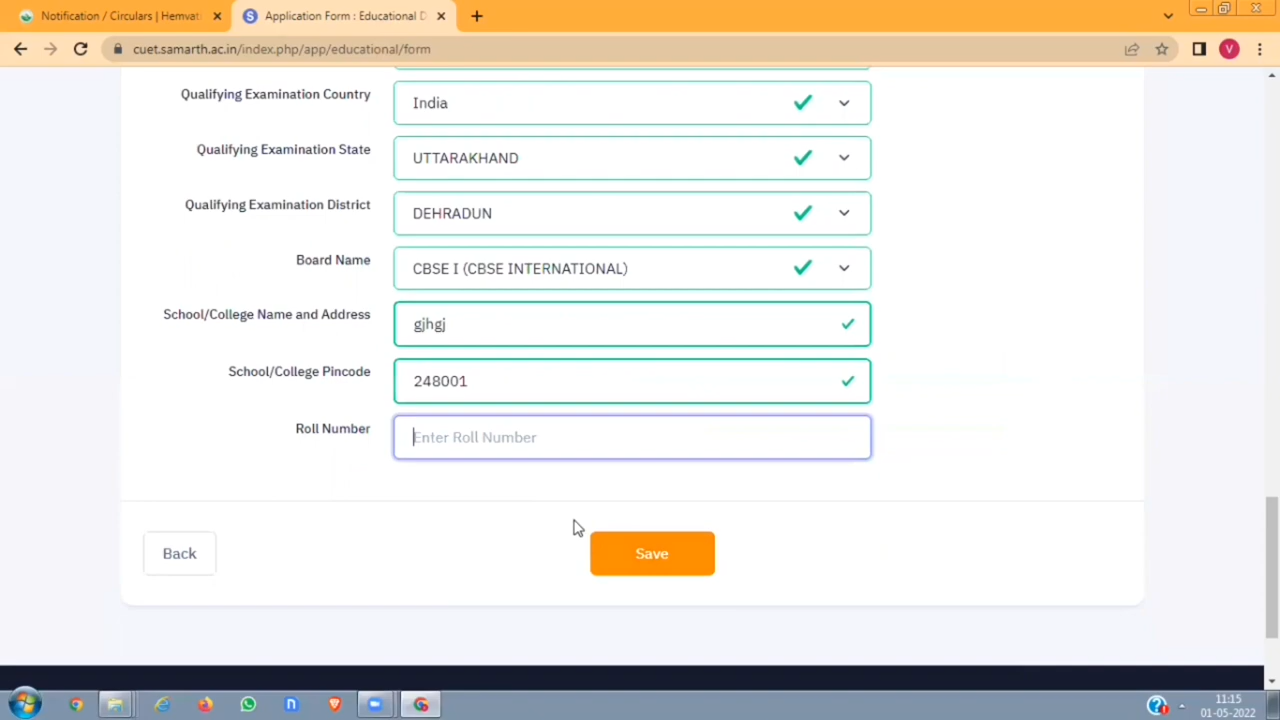 Notification / Circulars | Hemvat
Application Form : Educational D
cuet.samarth.ac.in/index.php/app/educational/form
V
Qualifying Examination Country
India
Qualifying Examination State
UTTARAKHAND
Qualifying Examination District
DEHRADUN
Board Name
CBSE I (CBSE INTERNATIONAL)
School/College Name and Address
gjhgj
School/College Pincode
248001
Roll Number
Enter Roll Number
Back
Save
11:15
01-05-2022